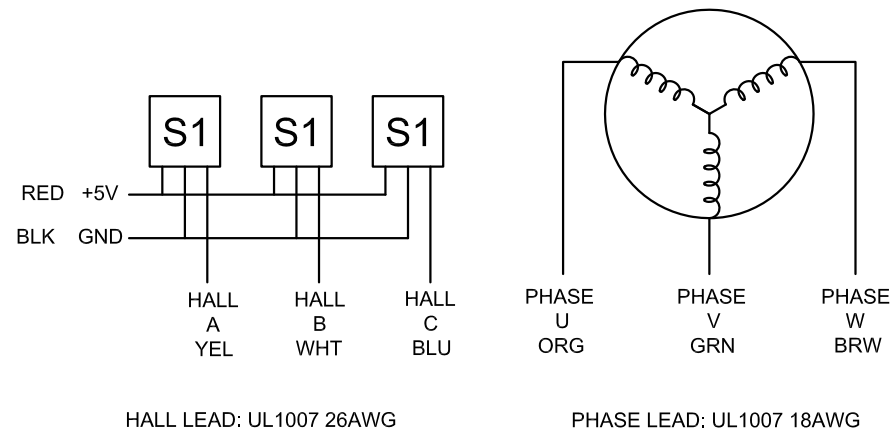 S1 S1 S1
RED +5V
BLK GND
HALL
A
YEL
HALL
B
WHT
HALL
C
BLU
HALL LEAD: UL1007 26AWG
PHASE
U
ORG
PHASE
V
GRN
PHASE
W
BRW
PHASE LEAD: UL1007 18AWG